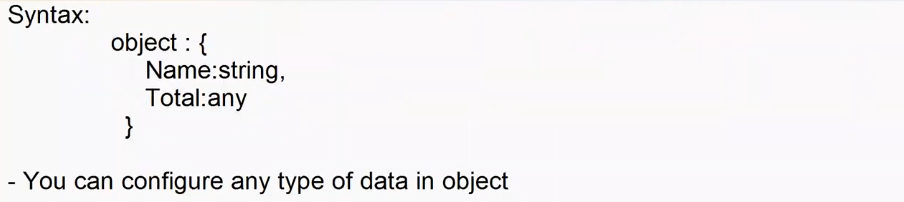 Syntax:
object : {
Name:string,
Total:any
}
- You can configure any type of data in object